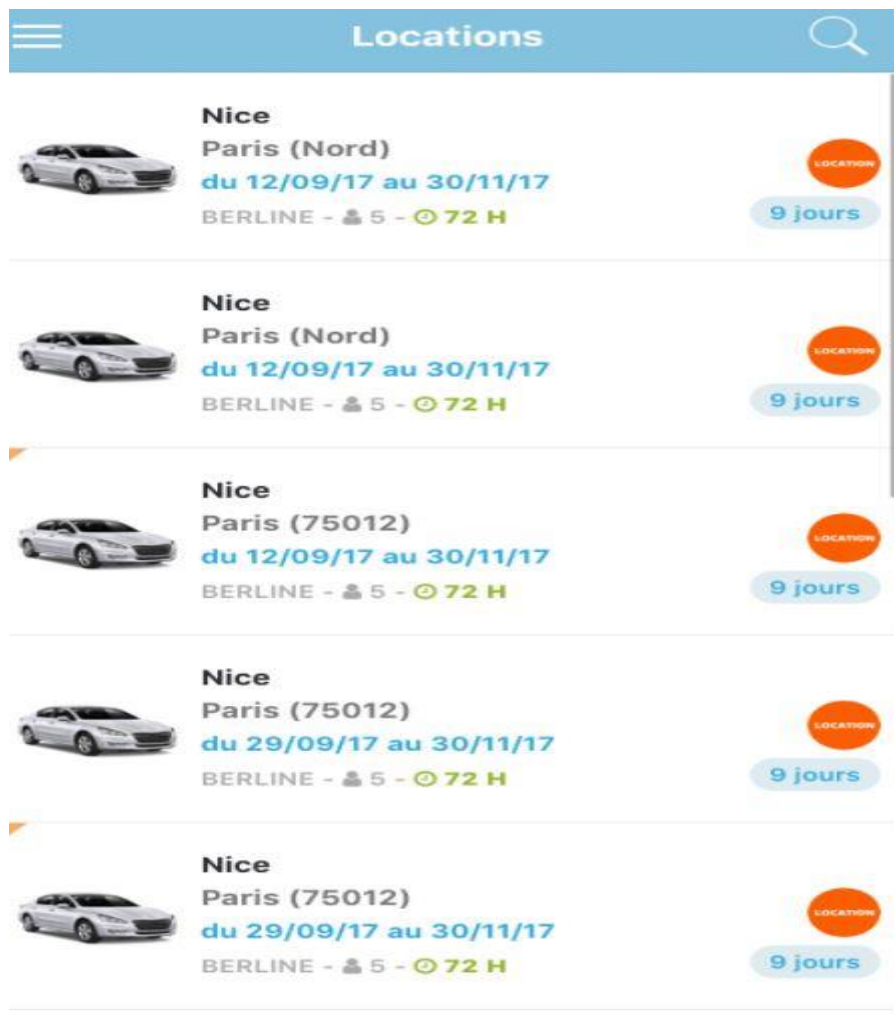 Locations
Nice
Paris (Nord)
du 12/09/17 au 30/11/17
LOCATION
BERLINE - 5 - 72 H
9 jours
Nice
Paris (Nord)
du 12/09/17 au 30/11/17
LOCATION
BERLINE - 5 - 72 H
9 jours
Nice
Paris (75012)
du 12/09/17 au 30/11/17
LOCATION
BERLINE - 5 - 72 H
9 jours
Nice
Paris (75012)
du 29/09/17 au 30/11/17
LOCATION
BERLINE - 5 - 72 H
9 jours
Nice
Paris (75012)
du 29/09/17 au 30/11/17
LOCATION
BERLINE - 5 - 72 H
9 jours